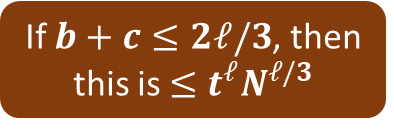 If b + c ≤ 2ℓ/3, then
this is ≤ t^ℓ N^{ℓ/3}